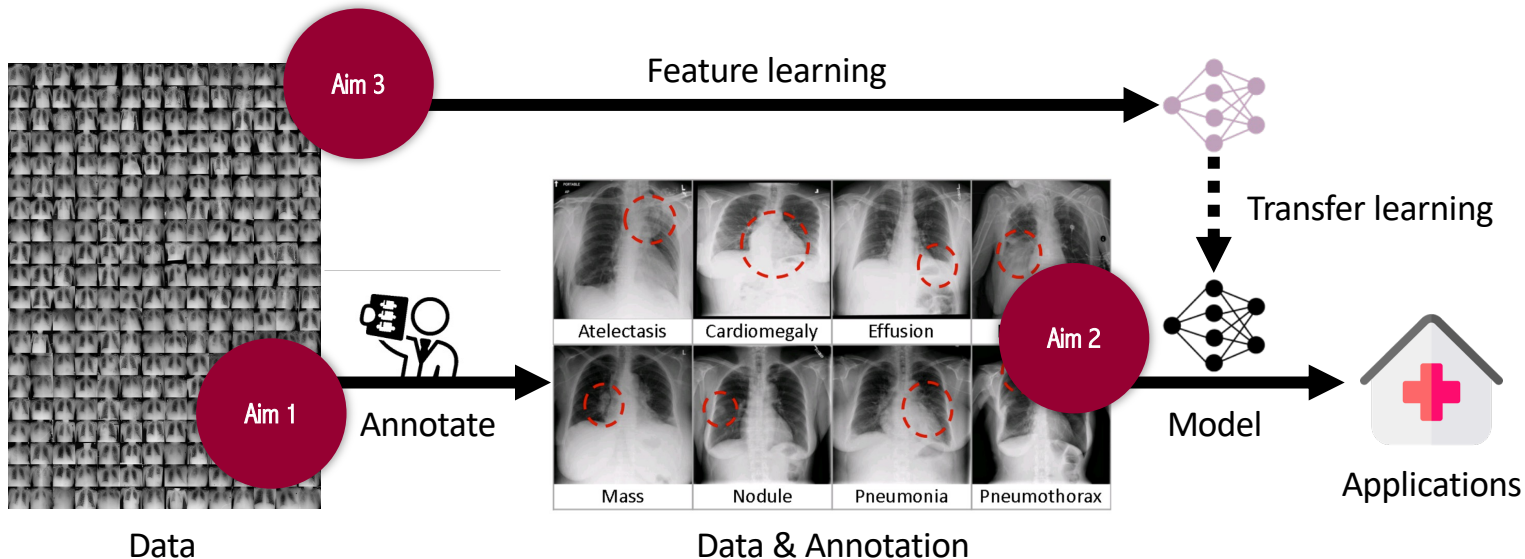 Aim 3
Feature learning
PORTABLE
Transfer learning
Atelectasis
Cardiomegaly
Effusion
Aim 2
Aim 1
Annotate
Model
Mass
Nodule
Pneumonia
Pneumothorax
Applications
Data
Data & Annotation